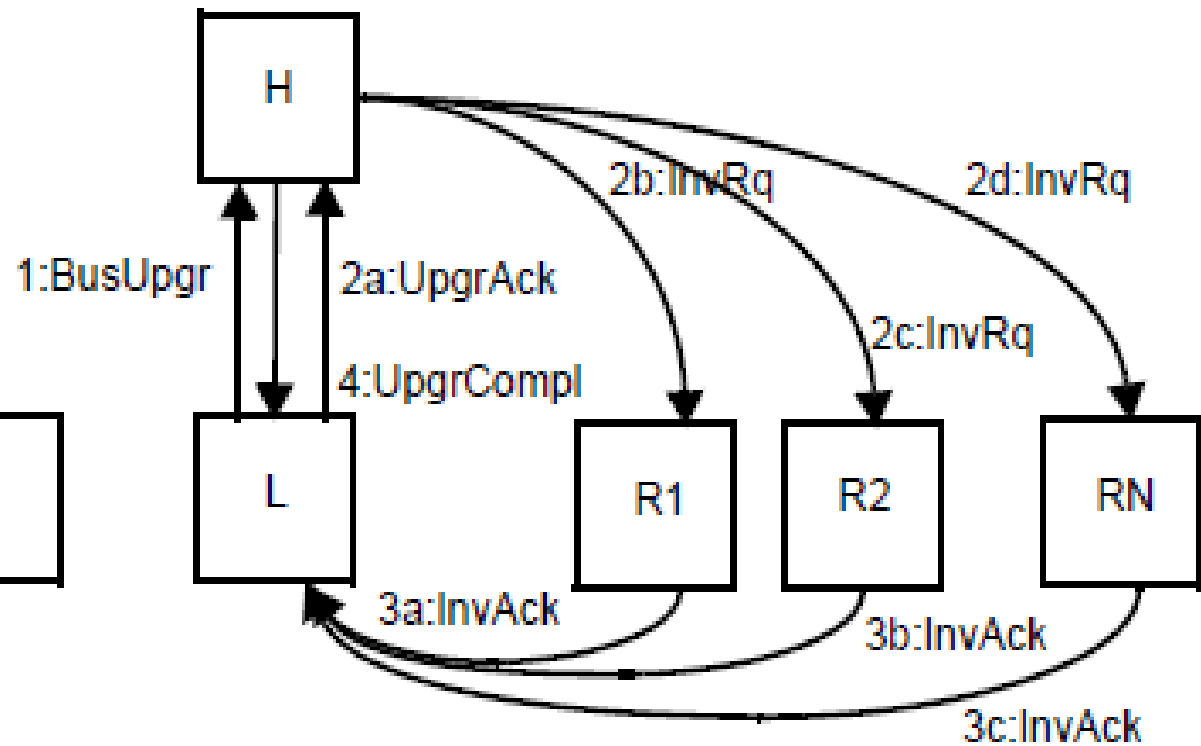 H
2b:InvRq
2d:InvRq
1:BusUpgr
2a:UpgrAck
2c:InvRq
4:UpgrCompl
L
R1
R2
RN
3a:InvAck
3b:InvAck
3c:InvAck